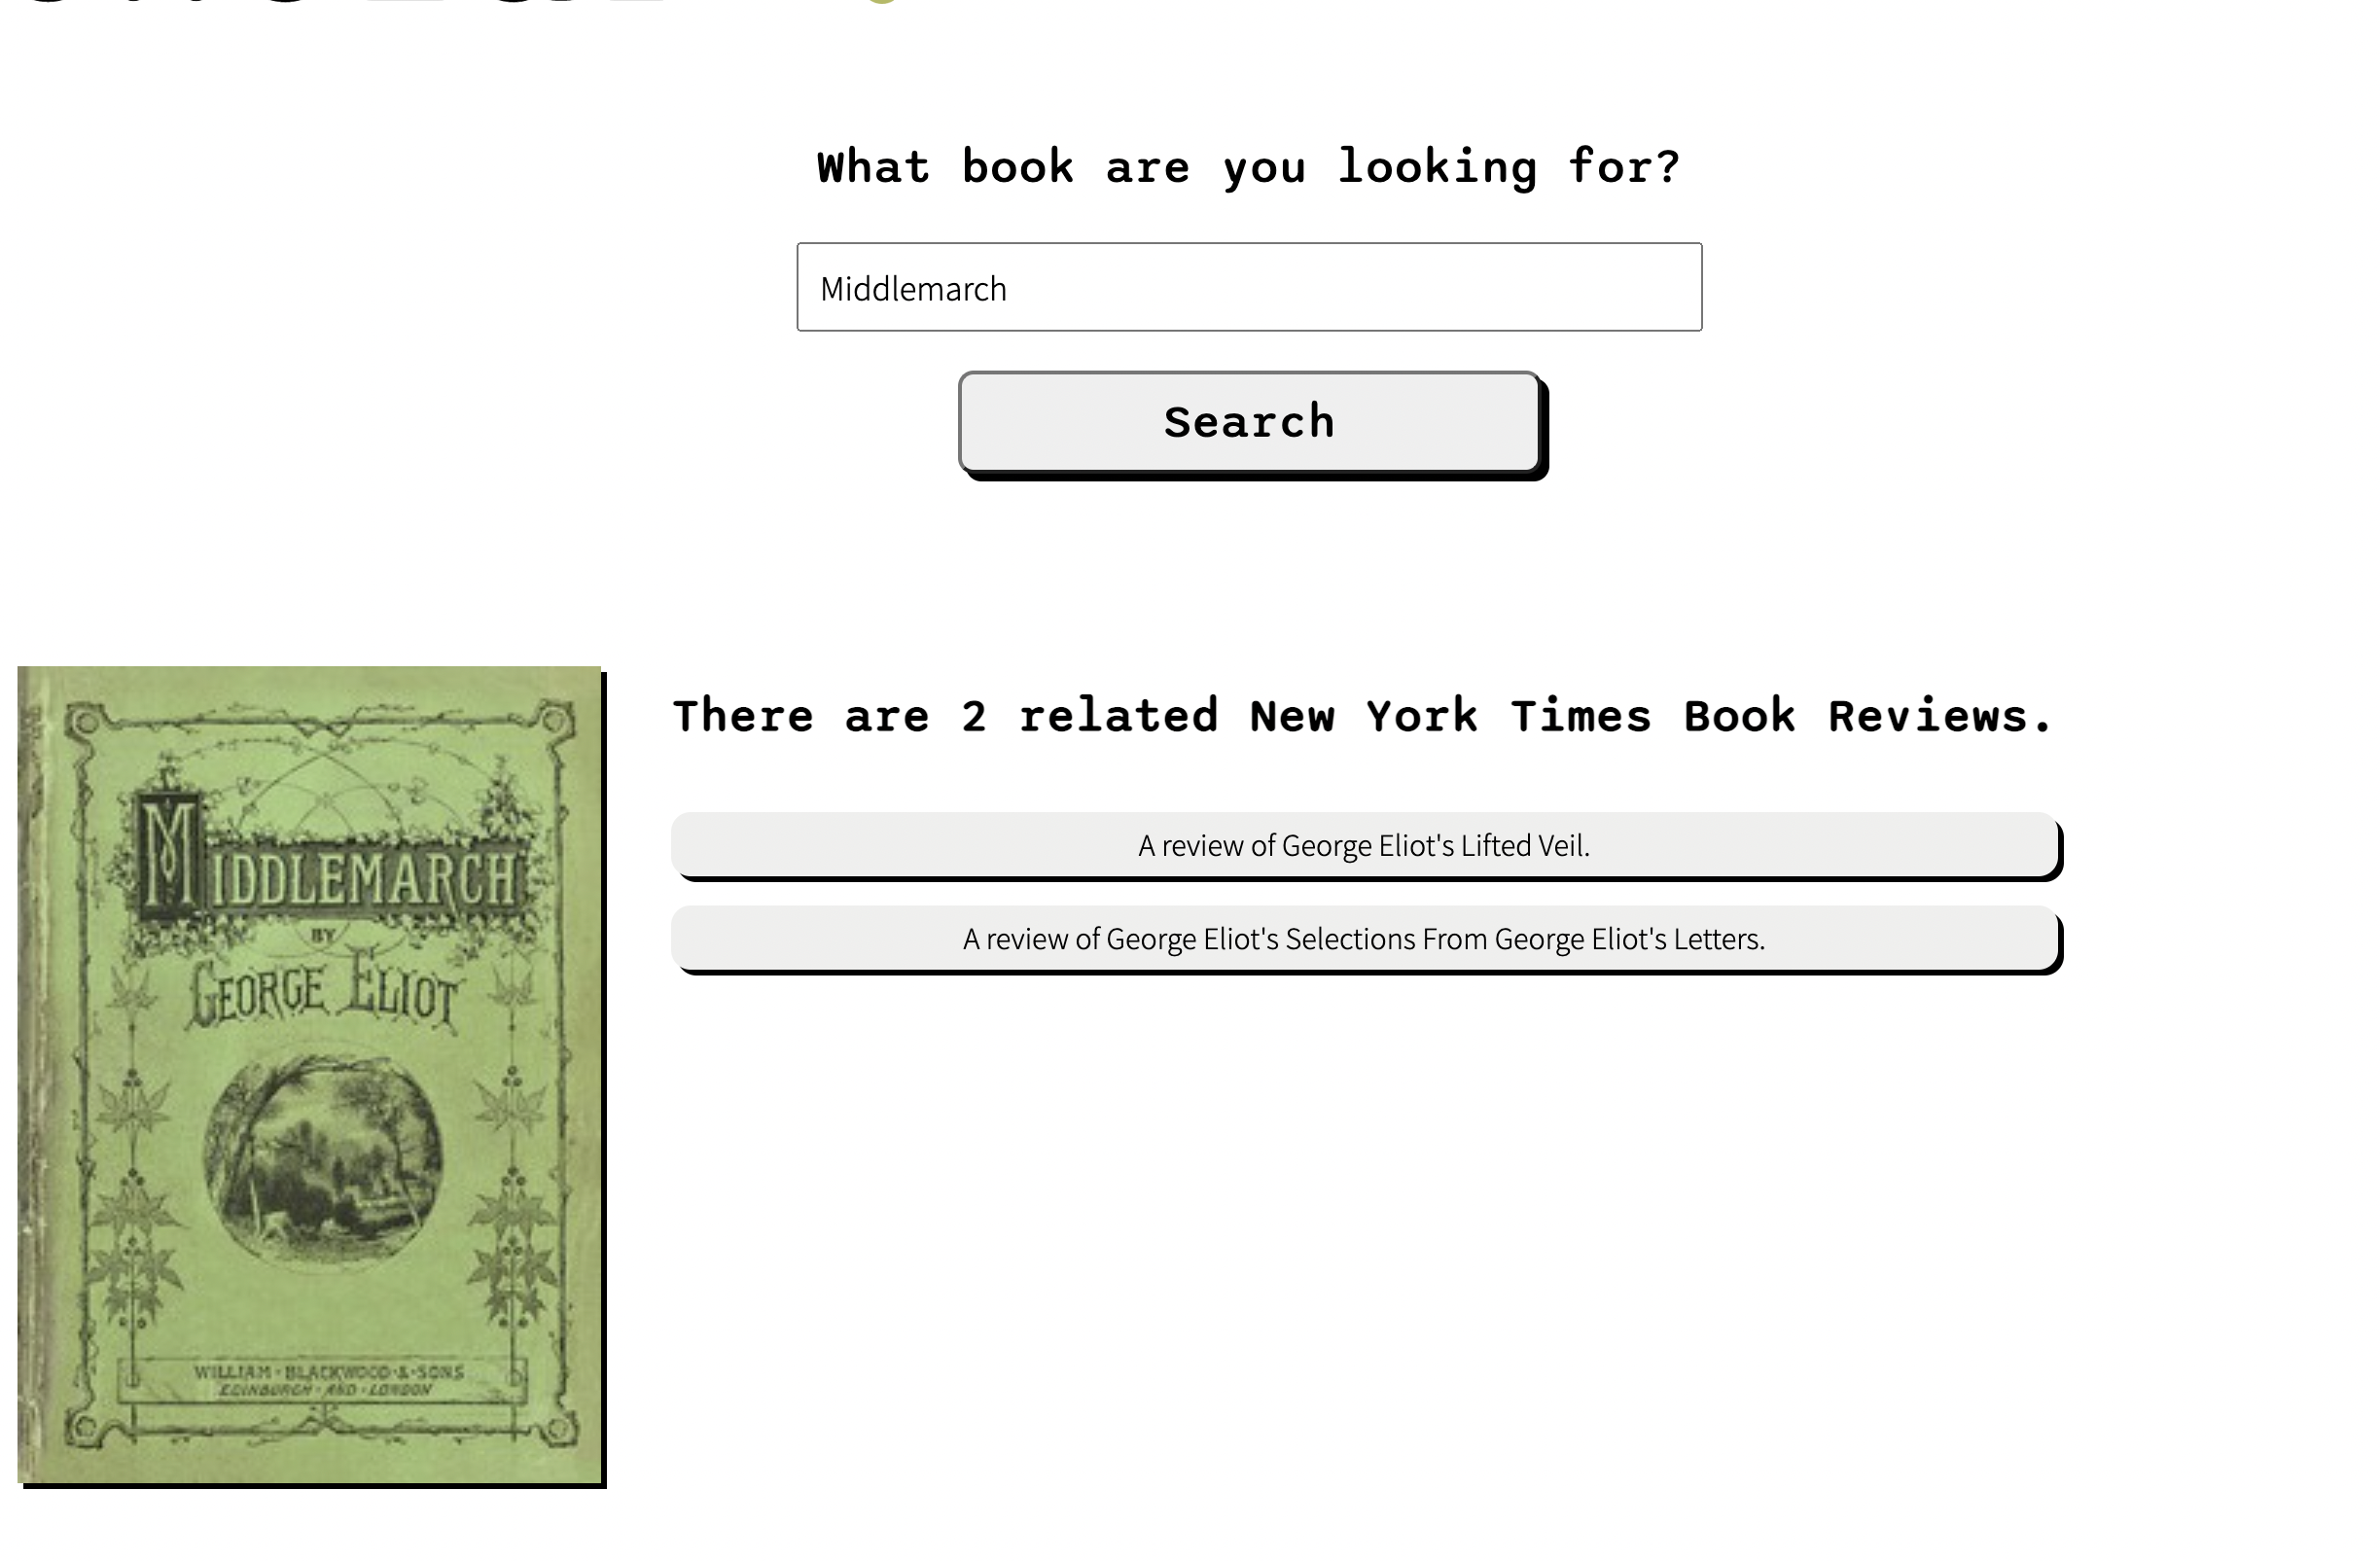 What book are you looking for?
Middlemarch
Search
There are 2 related New York Times Book Reviews.
A review of George Eliot's Lifted Veil.
A review of George Eliot's Selections From George Eliot's Letters.
MIDDLEMARCH
BY
GEORGE ELIOT
WILLIAM · BLACKWOOD · & · SONS
EDINBURGH · AND · LONDON